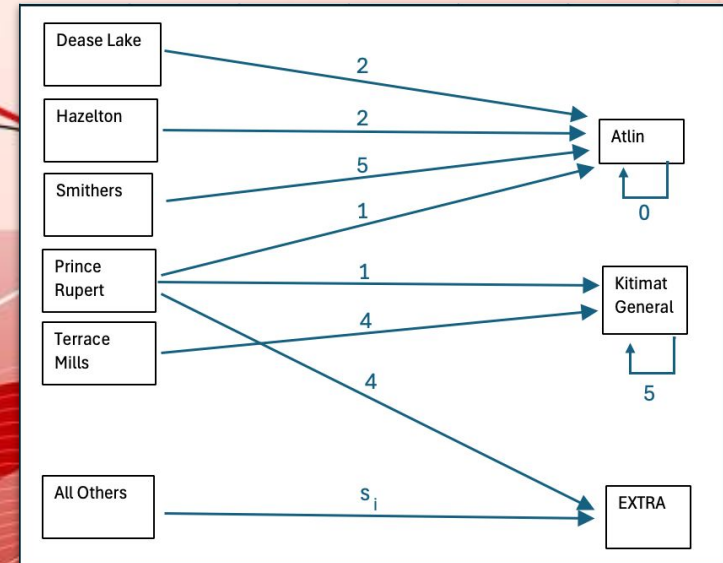 Dease Lake
2
Hazelton
2
Atlin
5
Smithers
1
0
Prince
Rupert
1
Kitimat
General
4
Terrace
Mills
4
5
All Others
s i
EXTRA